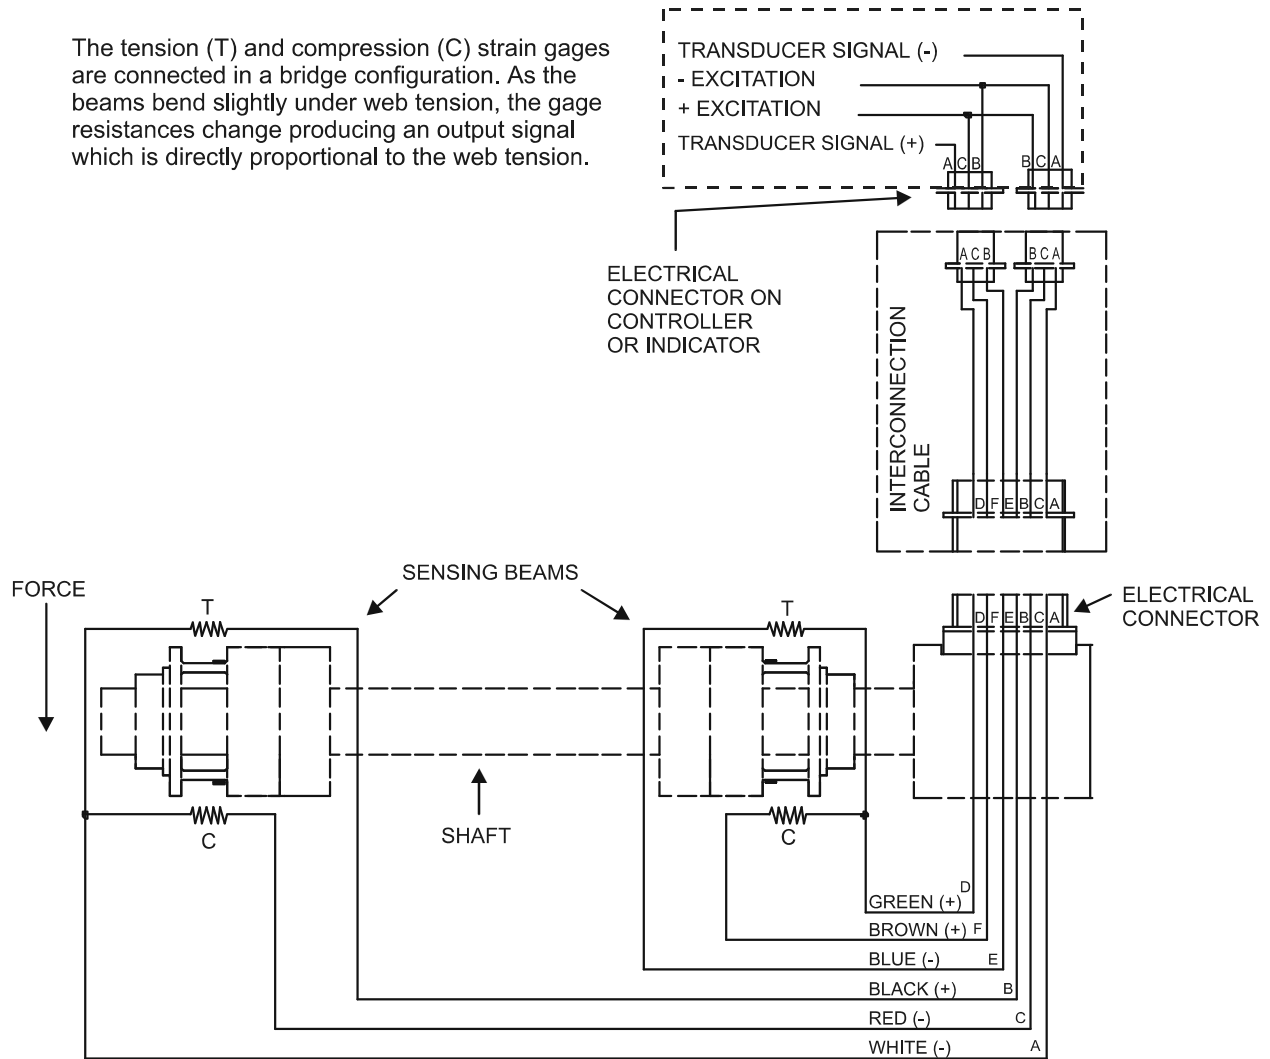 The tension (T) and compression (C) strain gages
are connected in a bridge configuration. As the
beams bend slightly under web tension, the gage
resistances change producing an output signal
which is directly proportional to the web tension.
TRANSDUCER SIGNAL (-)
- EXCITATION
+ EXCITATION
TRANSDUCER SIGNAL (+)
A C B
B C A
ELECTRICAL
CONNECTOR ON
CONTROLLER
OR INDICATOR
A C B
B C A
INTERCONNECTION
CABLE
D F E B C A
FORCE
SENSING BEAMS
T
T
D F E B C A
ELECTRICAL
CONNECTOR
C
SHAFT
C
D
GREEN (+)
BROWN (+) F
BLUE (-) E
BLACK (+) B
RED (-) C
WHITE (-) A